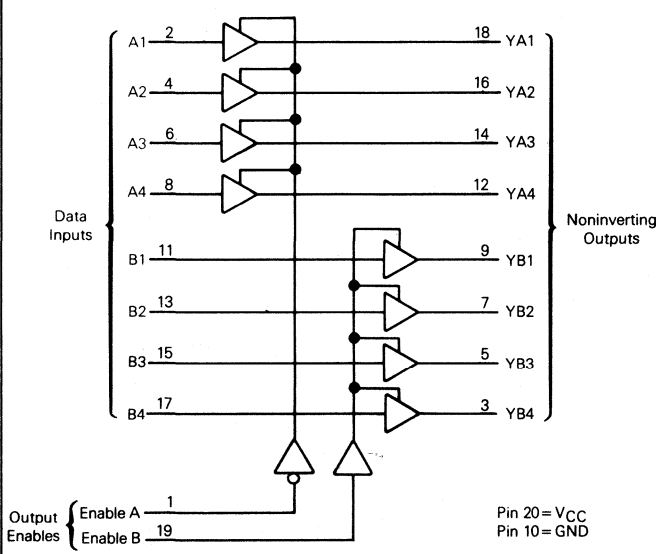 A1 2 18 YA1
A2 4 16 YA2
A3 6 14 YA3
A4 8 12 YA4
Data
Inputs
Noninverting
Outputs
B1 11 9 YB1
B2 13 7 YB2
B3 15 5 YB3
B4 17 3 YB4
Output
Enables
Enable A 1
Enable B 19
Pin 20 = VCC
Pin 10 = GND